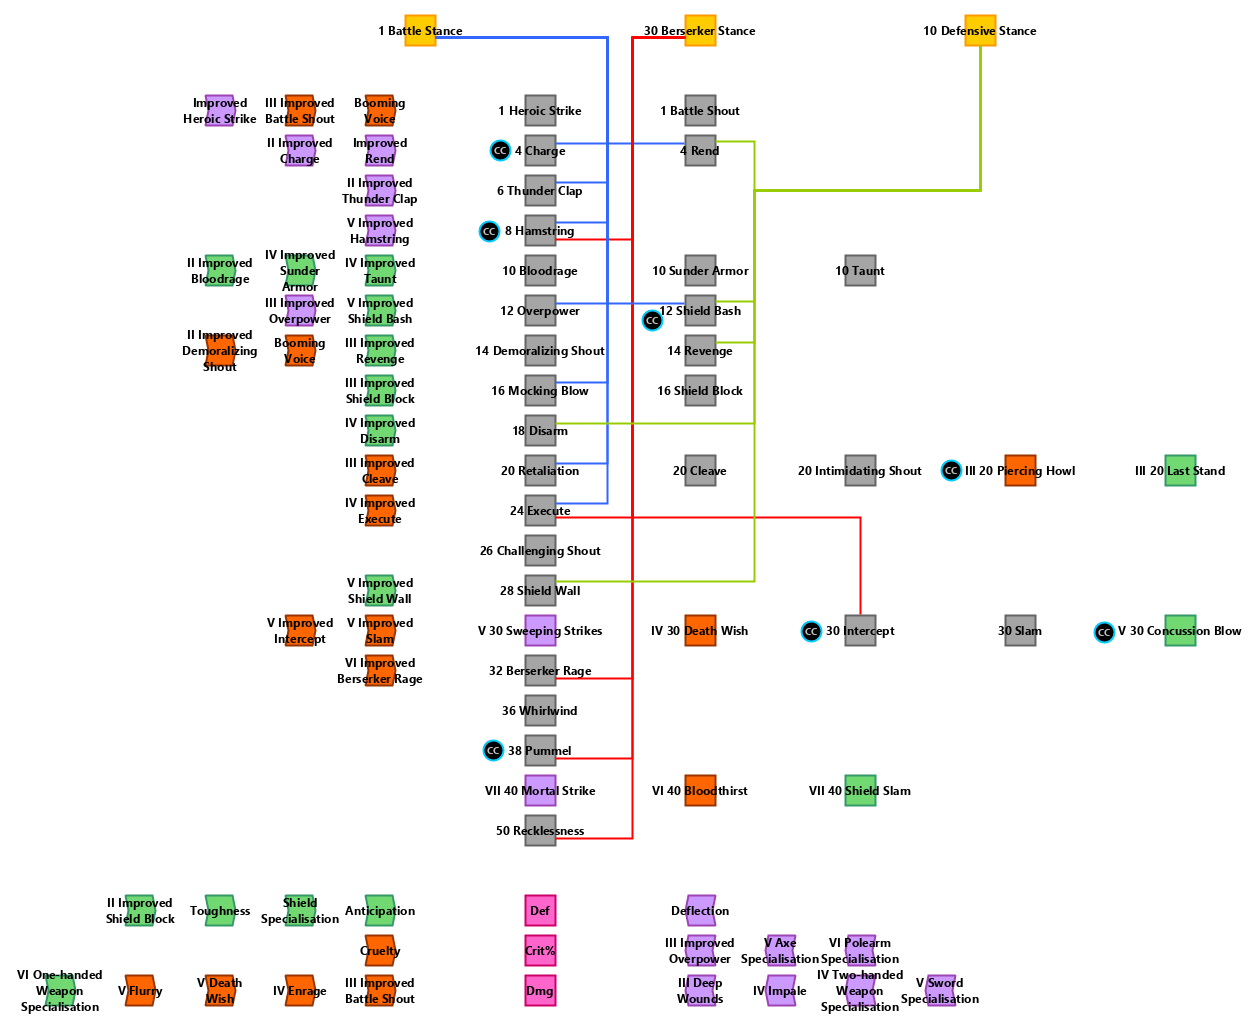 1 Battle Stance
30 Berserker Stance
10 Defensive Stance
Improved
Heroic Strike
III Improved
Battle Shout
Booming
Voice
1 Heroic Strike
1 Battle Shout
II Improved
Charge
Improved
Rend
CC
4 Charge
4 Rend
II Improved
Thunder Clap
6 Thunder Clap
V Improved
Hamstring
CC
8 Hamstring
II Improved
Bloodrage
IV Improved
Sunder
Armor
IV Improved
Taunt
10 Bloodrage
10 Sunder Armor
10 Taunt
III Improved
Overpower
V Improved
Shield Bash
12 Overpower
CC
12 Shield Bash
II Improved
Demoralizing
Shout
Booming
Voice
III Improved
Revenge
14 Demoralizing Shout
14 Revenge
III Improved
Shield Block
16 Mocking Blow
16 Shield Block
IV Improved
Disarm
18 Disarm
III Improved
Cleave
20 Retaliation
20 Cleave
20 Intimidating Shout
CC
III 20 Piercing Howl
III 20 Last Stand
IV Improved
Execute
24 Execute
26 Challenging Shout
V Improved
Shield Wall
28 Shield Wall
V Improved
Intercept
V Improved
Slam
V 30 Sweeping Strikes
IV 30 Death Wish
CC
30 Intercept
30 Slam
CC
V 30 Concussion Blow
VI Improved
Berserker Rage
32 Berserker Rage
36 Whirlwind
CC
38 Pummel
VII 40 Mortal Strike
VI 40 Bloodthirst
VII 40 Shield Slam
50 Recklessness
II Improved
Shield Block
Toughness
Shield
Specialisation
Anticipation
Def
Deflection
Cruelty
Crit%
III Improved
Overpower
V Axe
Specialisation
VI Polearm
Specialisation
VI One-handed
Weapon
Specialisation
V Flurry
V Death
Wish
IV Enrage
III Improved
Battle Shout
Dmg
III Deep
Wounds
IV Impale
IV Two-handed
Weapon
Specialisation
V Sword
Specialisation